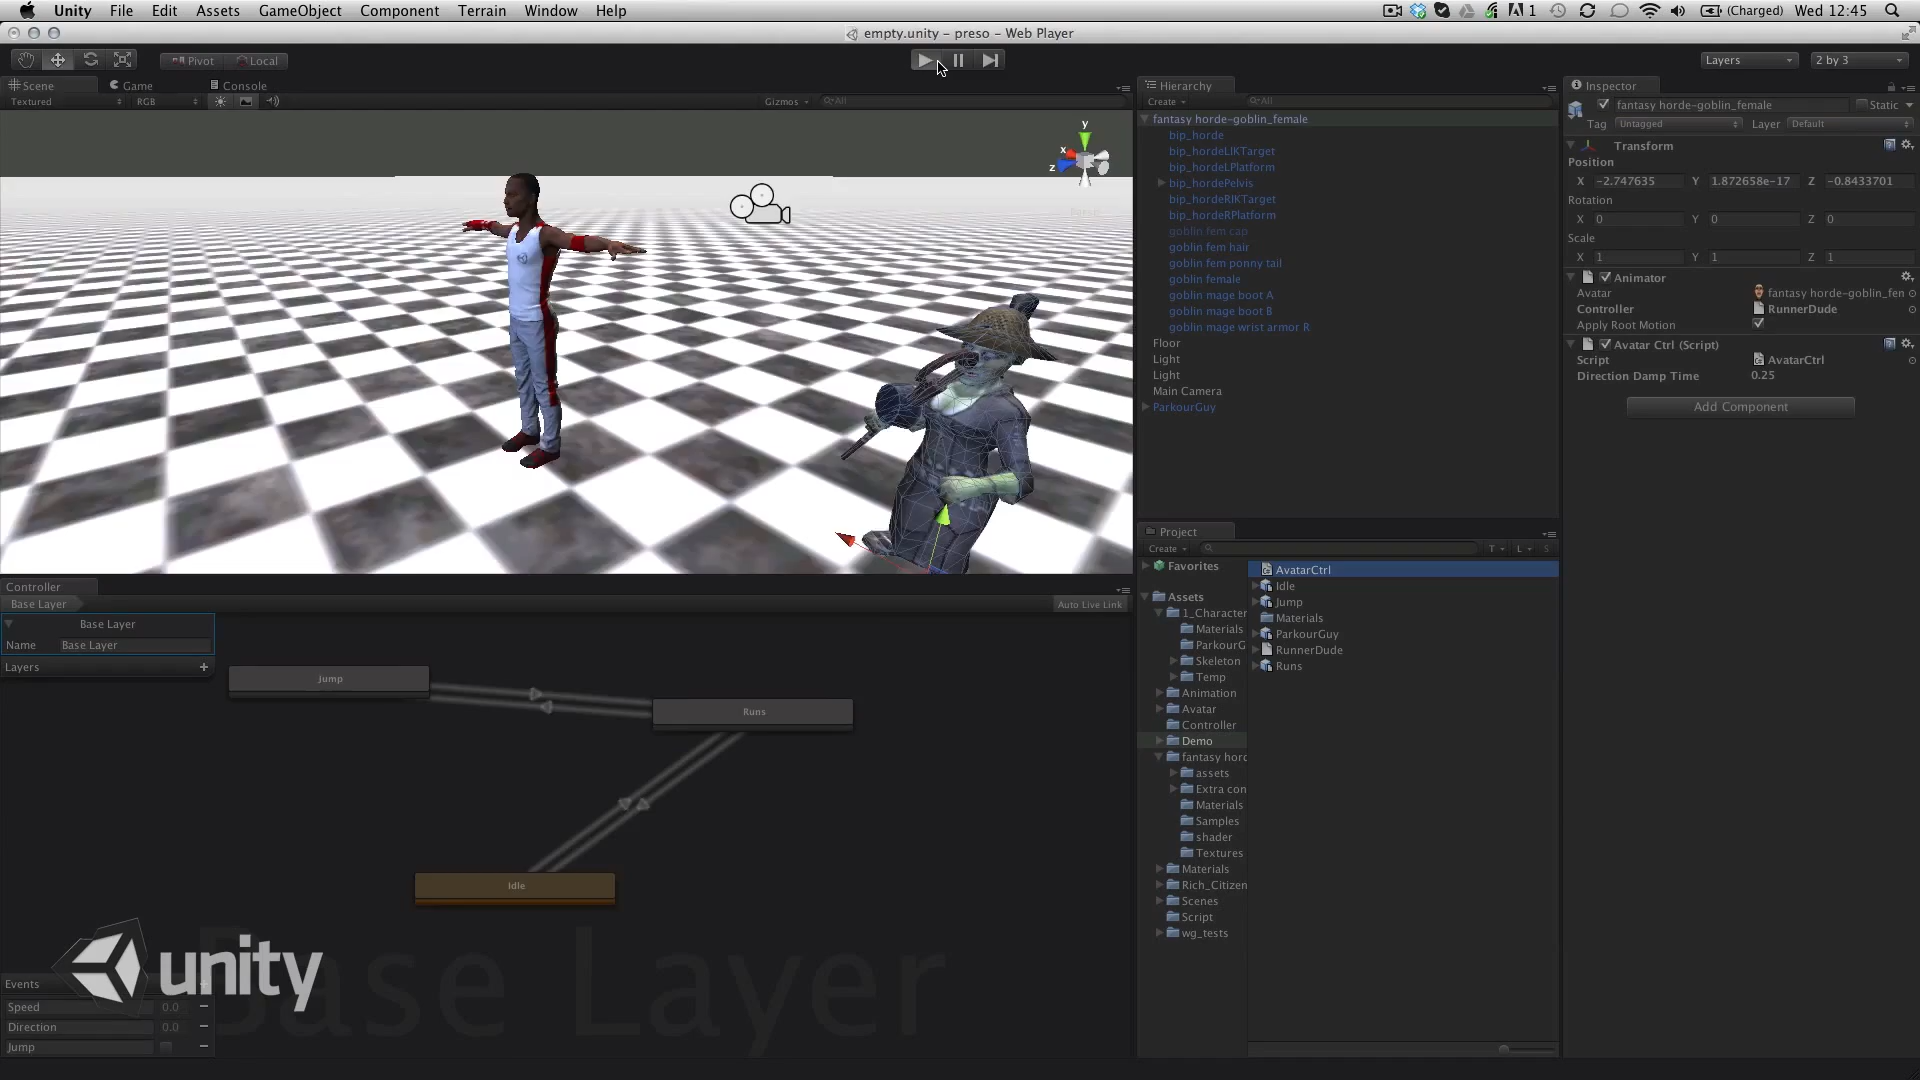 Unity File Edit Assets GameObject Component Terrain Window Help
1 (Charged) Wed 12:45
empty.unity – preso – Web Player
Pivot Local
Layers 2 by 3
Scene Game Console
Textured RGB Gizmos All
Hierarchy
Create All
fantasy horde-goblin_female
bip_horde
bip_hordeLIKTarget
bip_hordeLPlatform
bip_hordePelvis
bip_hordeRIKTarget
bip_hordeRPlatform
goblin fem cap
goblin fem hair
goblin fem ponny tail
goblin female
goblin mage boot A
goblin mage boot B
goblin mage wrist armor R
Floor
Light
Light
Main Camera
ParkourGuy
Inspector
fantasy horde-goblin_female Static
Tag Untagged Layer Default
Transform
Position
X -2.747635 Y 1.872658e-17 Z -0.8433701
Rotation
X 0 Y 0 Z 0
Scale
X 1 Y 1 Z 1
Animator
Avatar fantasy horde-goblin_fen
Controller RunnerDude
Apply Root Motion
Avatar Ctrl (Script)
Script AvatarCtrl
Direction Damp Time 0.25
Add Component
y
x
z
Project
Create T L S
Favorites
Assets
1_Character
Materials
ParkourG
Skeleton
Temp
Animation
Avatar
Controller
Demo
fantasy horc
assets
Extra con
Materials
Samples
shader
Textures
Materials
Rich_Citizen
Scenes
Script
wg_tests
AvatarCtrl
Idle
Jump
Materials
ParkourGuy
RunnerDude
Runs
Controller
Base Layer Auto Live Link
Base Layer
Name Base Layer
Layers +
Jump
Runs
Idle
Base Layer
unity
Events
Speed 0.0
Direction 0.0
Jump